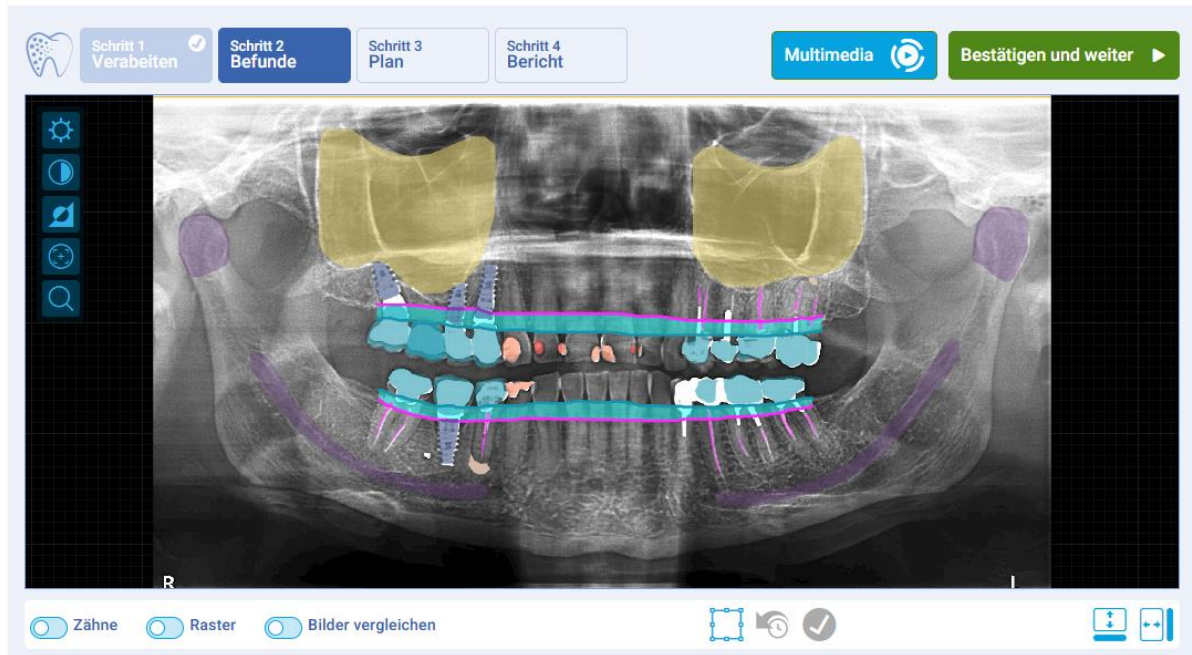 Schritt 1
Verabeiten
Schritt 2
Befunde
Schritt 3
Plan
Schritt 4
Bericht
Multimedia
Bestätigen und weiter
R
L
Zähne
Raster
Bilder vergleichen